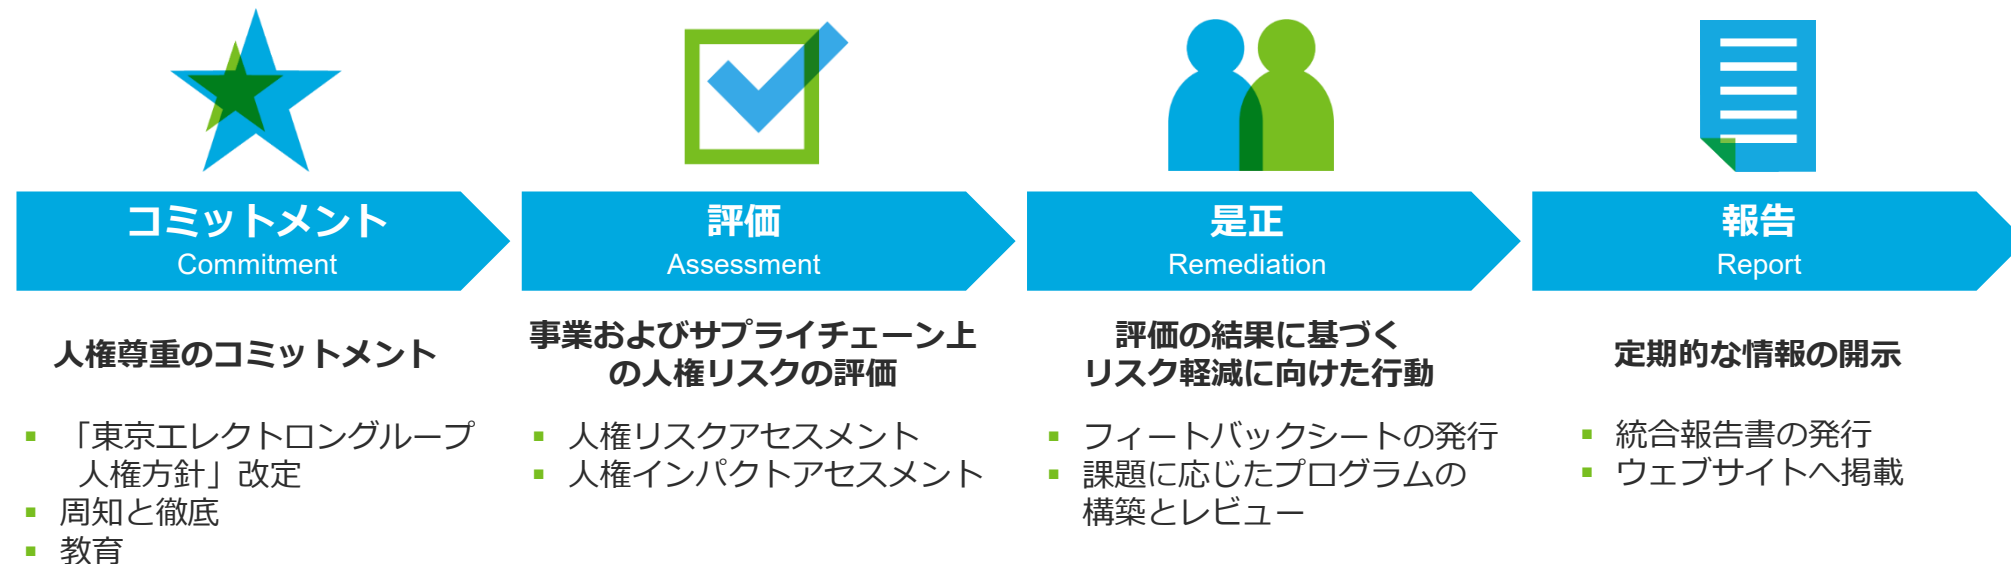 コミットメント
Commitment
人権尊重のコミットメント
「東京エレクトロングループ
人権方針」改定
周知と徹底
教育
評価
Assessment
事業およびサプライチェーン上
の人権リスクの評価
人権リスクアセスメント
人権インパクトアセスメント
是正
Remediation
評価の結果に基づく
リスク軽減に向けた行動
フィートバックシートの発行
課題に応じたプログラムの
構築とレビュー
報告
Report
定期的な情報の開示
統合報告書の発行
ウェブサイトへ掲載